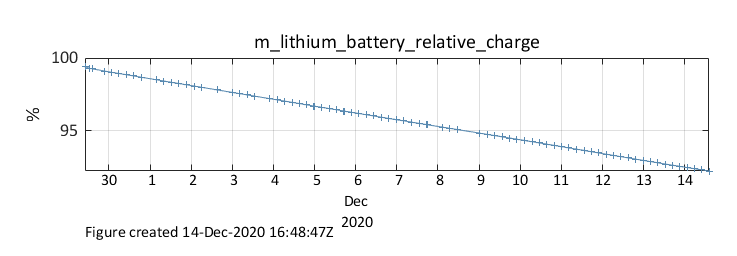 m_lithium_battery_relative_charge
100
95
%
30 1 2 3 4 5 6 7 8 9 10 11 12 13 14
Dec
2020
Figure created 14-Dec-2020 16:48:47Z